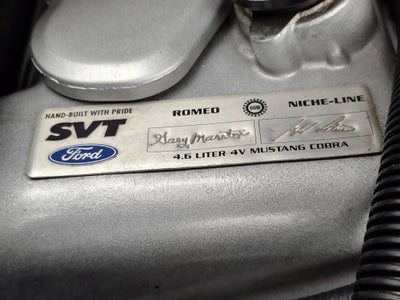 HAND-BUILT WITH PRIDE ROMEO NICHE-LINE
SVT
Ford
4.6 LITER 4V MUSTANG COBRA